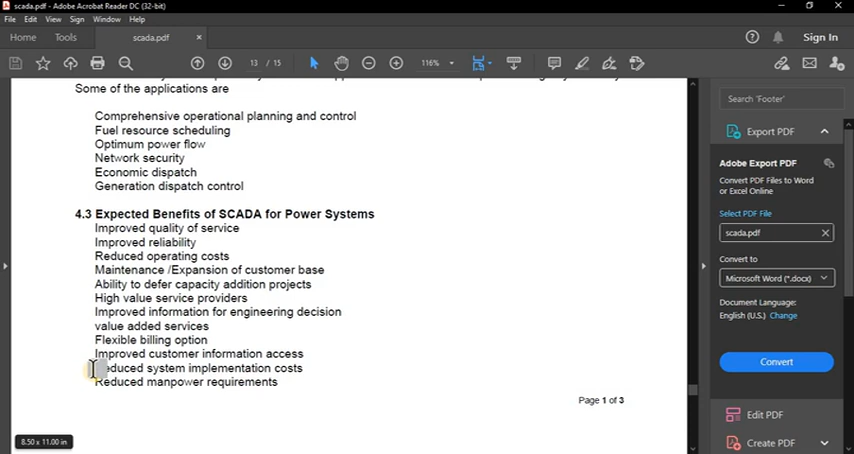 scada.pdf - Adobe Acrobat Reader DC (32-bit)
File Edit View Sign Window Help
Home Tools scada.pdf × Sign In
13 / 15 116%
Some of the applications are
Comprehensive operational planning and control
Fuel resource scheduling
Optimum power flow
Network security
Economic dispatch
Generation dispatch control
4.3 Expected Benefits of SCADA for Power Systems
Improved quality of service
Improved reliability
Reduced operating costs
Maintenance /Expansion of customer base
Ability to defer capacity addition projects
High value service providers
Improved information for engineering decision
value added services
Flexible billing option
Improved customer information access
Reduced system implementation costs
Reduced manpower requirements
Page 1 of 3
8.50 x 11.00 in
Search 'Footer'
Export PDF
Adobe Export PDF
Convert PDF Files to Word
or Excel Online
Select PDF File
scada.pdf
Convert to
Microsoft Word (*.docx)
Document Language:
English (U.S.) Change
Convert
Edit PDF
Create PDF